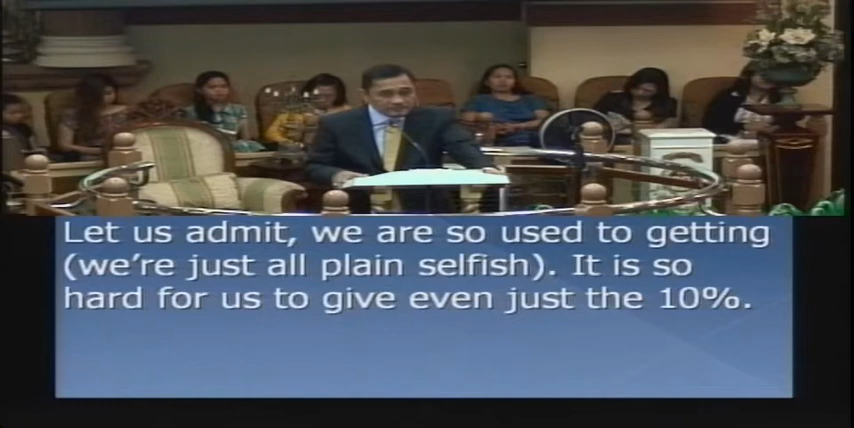 Let us admit, we are so used to getting
(we're just all plain selfish). It is so
hard for us to give even just the 10%.